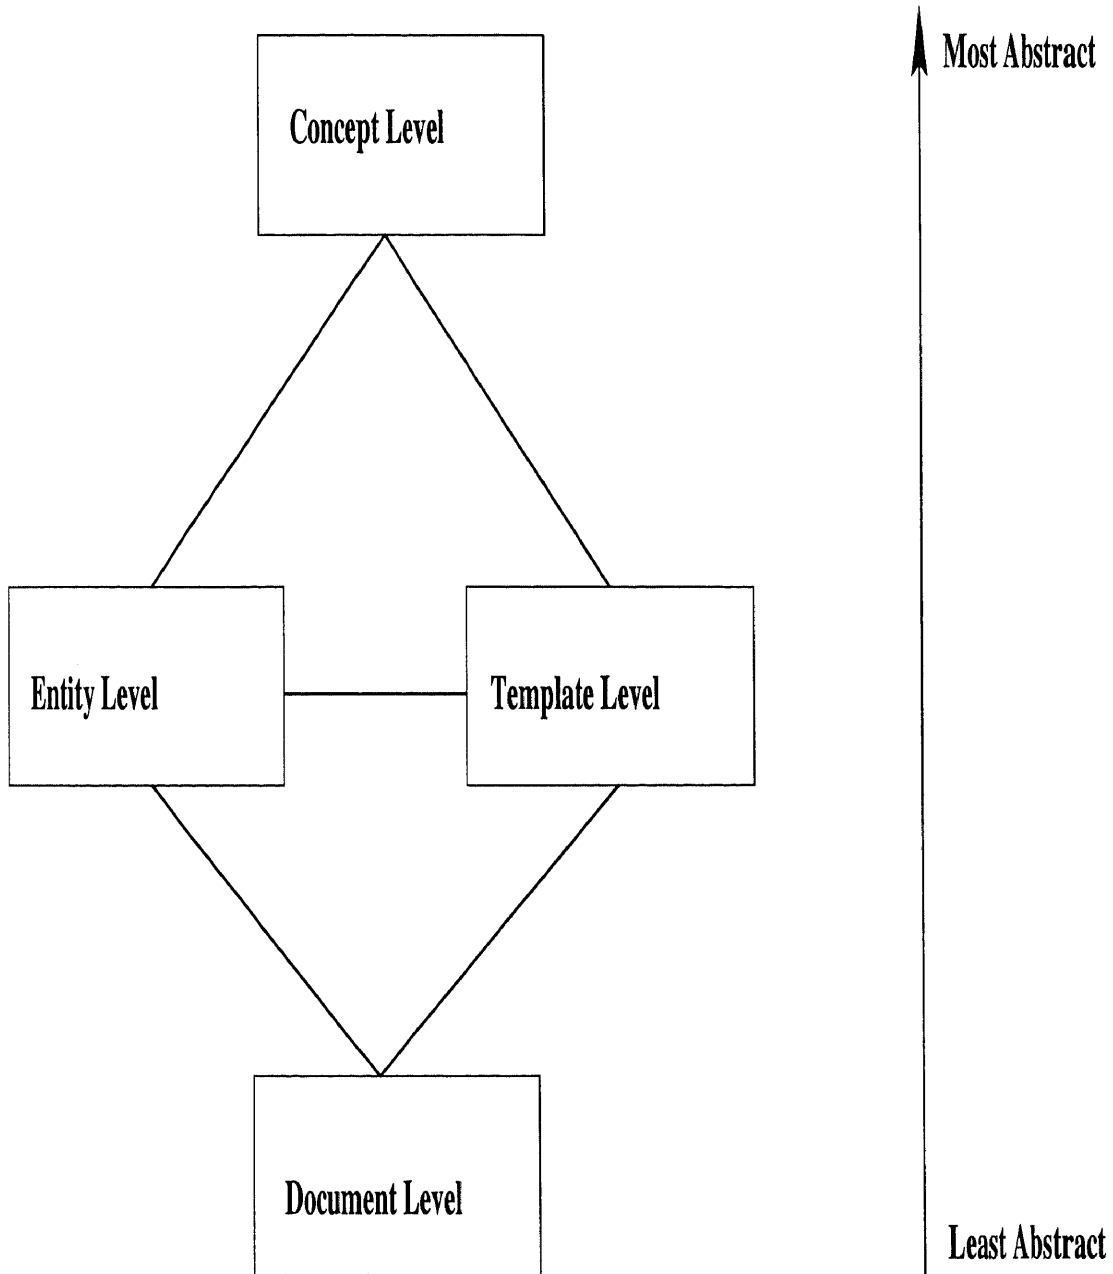 Most Abstract
Concept Level
Entity Level
Template Level
Document Level
Least Abstract